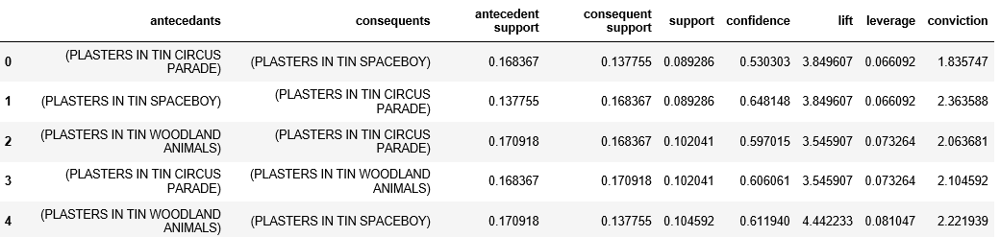 antecedants consequents antecedent support consequent support support confidence lift leverage conviction
0 (PLASTERS IN TIN CIRCUS PARADE) (PLASTERS IN TIN SPACEBOY) 0.168367 0.137755 0.089286 0.530303 3.849607 0.066092 1.835747
1 (PLASTERS IN TIN SPACEBOY) (PLASTERS IN TIN CIRCUS PARADE) 0.137755 0.168367 0.089286 0.648148 3.849607 0.066092 2.363588
2 (PLASTERS IN TIN WOODLAND ANIMALS) (PLASTERS IN TIN CIRCUS PARADE) 0.170918 0.168367 0.102041 0.597015 3.545907 0.073264 2.063681
3 (PLASTERS IN TIN CIRCUS PARADE) (PLASTERS IN TIN WOODLAND ANIMALS) 0.168367 0.170918 0.102041 0.606061 3.545907 0.073264 2.104592
4 (PLASTERS IN TIN WOODLAND ANIMALS) (PLASTERS IN TIN SPACEBOY) 0.170918 0.137755 0.104592 0.611940 4.442233 0.081047 2.221939